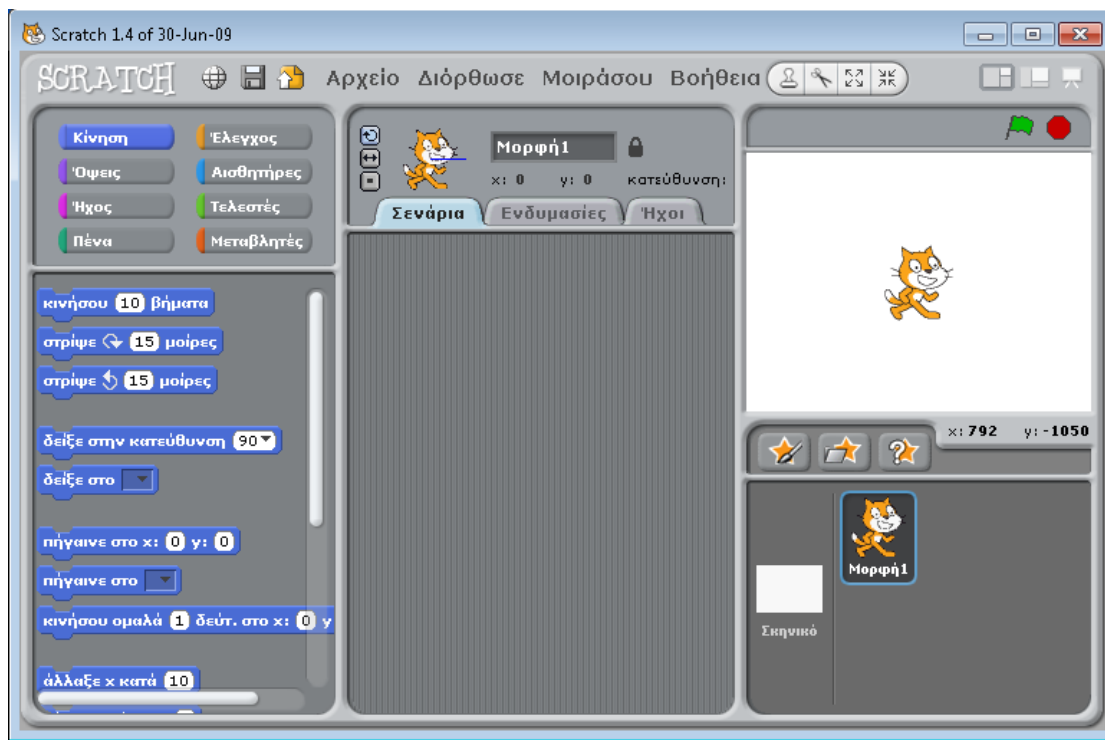 Scratch 1.4 of 30-Jun-09
SCRATCH Αρχείο Διόρθωσε Μοιράσου Βοήθεια
Κίνηση Έλεγχος
Όψεις Αισθητήρες
Ήχος Τελεστές
Πένα Μεταβλητές
κινήσου 10 βήματα
στρίψε 15 μοίρες
στρίψε 15 μοίρες
δείξε στην κατεύθυνση 90
δείξε στο
πήγαινε στο x: 0 y: 0
πήγαινε στο
κινήσου ομαλά 1 δεύτ. στο x: 0 y
άλλαξε x κατά 10
Μορφή1
x: 0 y: 0 κατεύθυνση:
Σενάρια Ενδυμασίες Ήχοι
x: 792 y: -1050
Μορφή1
Σκηνικό